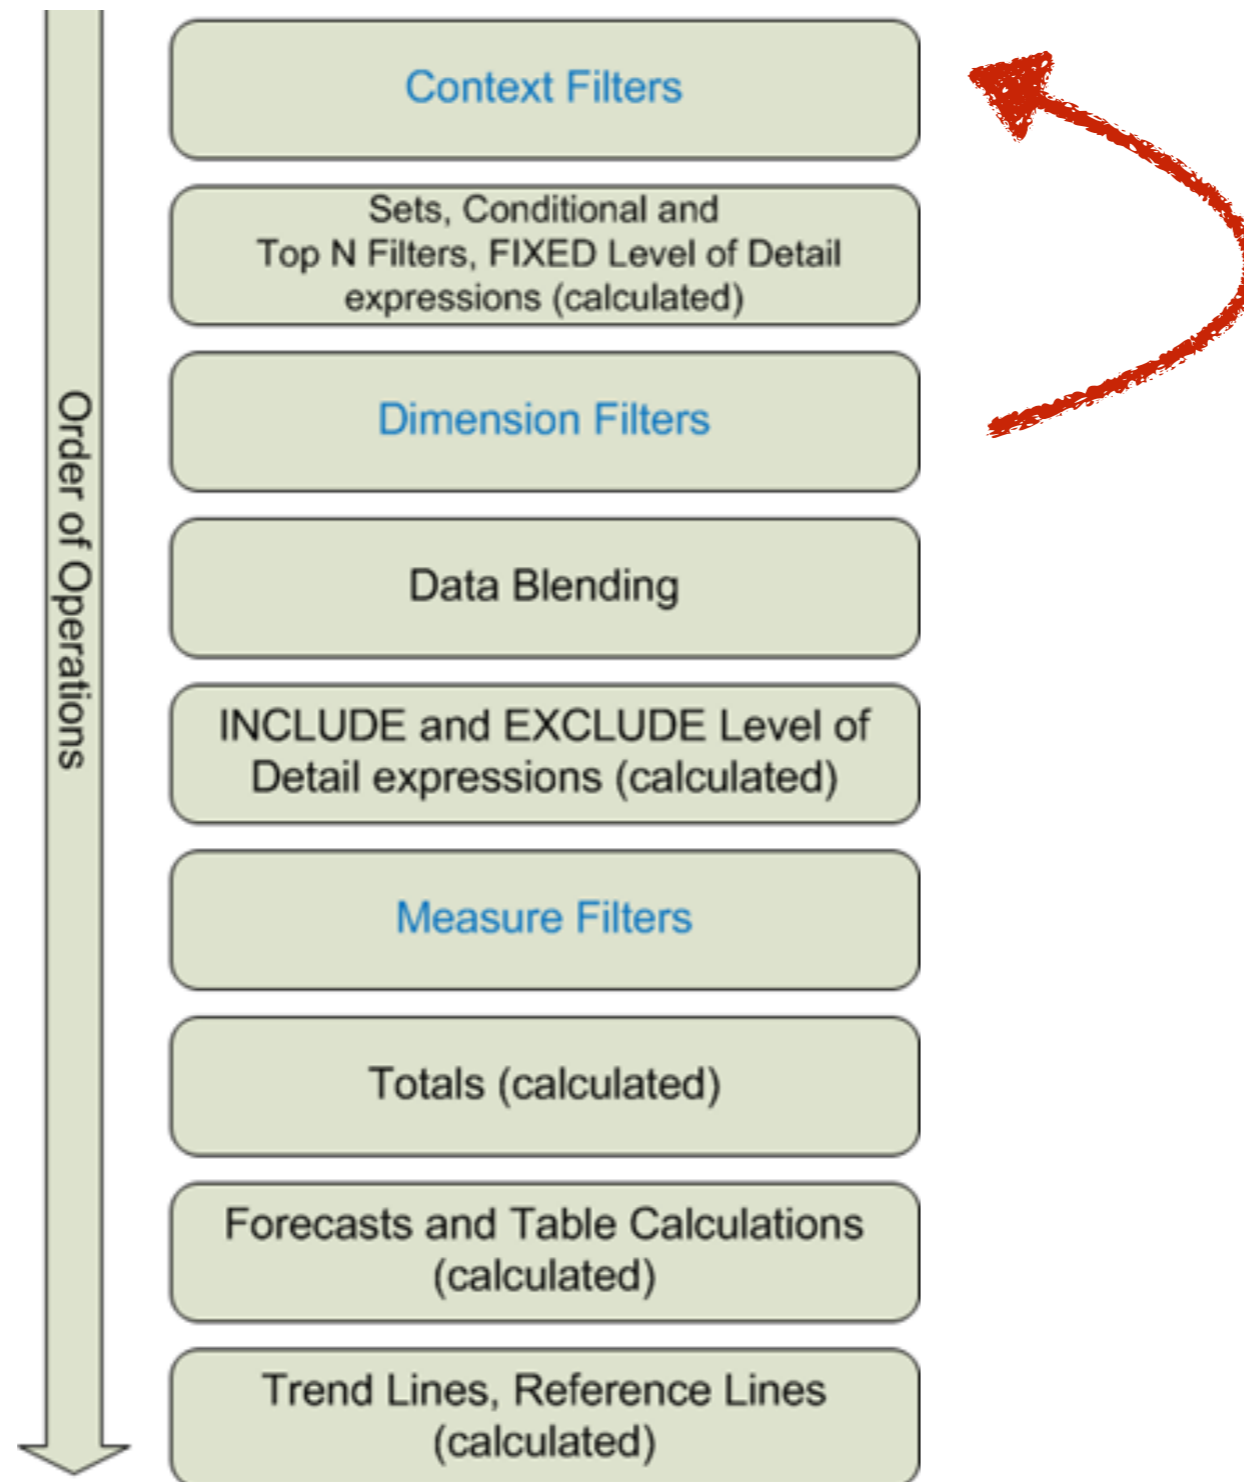 Order of Operations
Context Filters
Sets, Conditional and
Top N Filters, FIXED Level of Detail
expressions (calculated)
Dimension Filters
Data Blending
INCLUDE and EXCLUDE Level of
Detail expressions (calculated)
Measure Filters
Totals (calculated)
Forecasts and Table Calculations
(calculated)
Trend Lines, Reference Lines
(calculated)